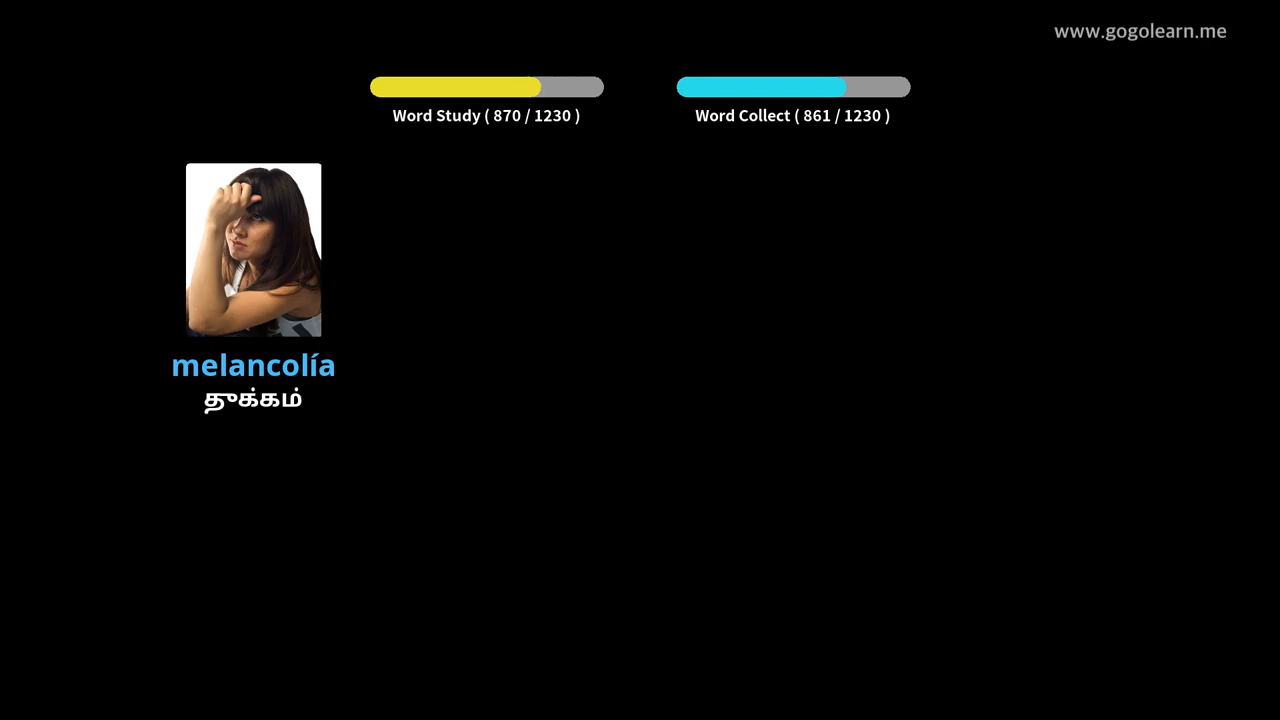 www.gogolearn.me
Word Study ( 870 / 1230 )
Word Collect ( 861 / 1230 )
melancolía
துக்கம்